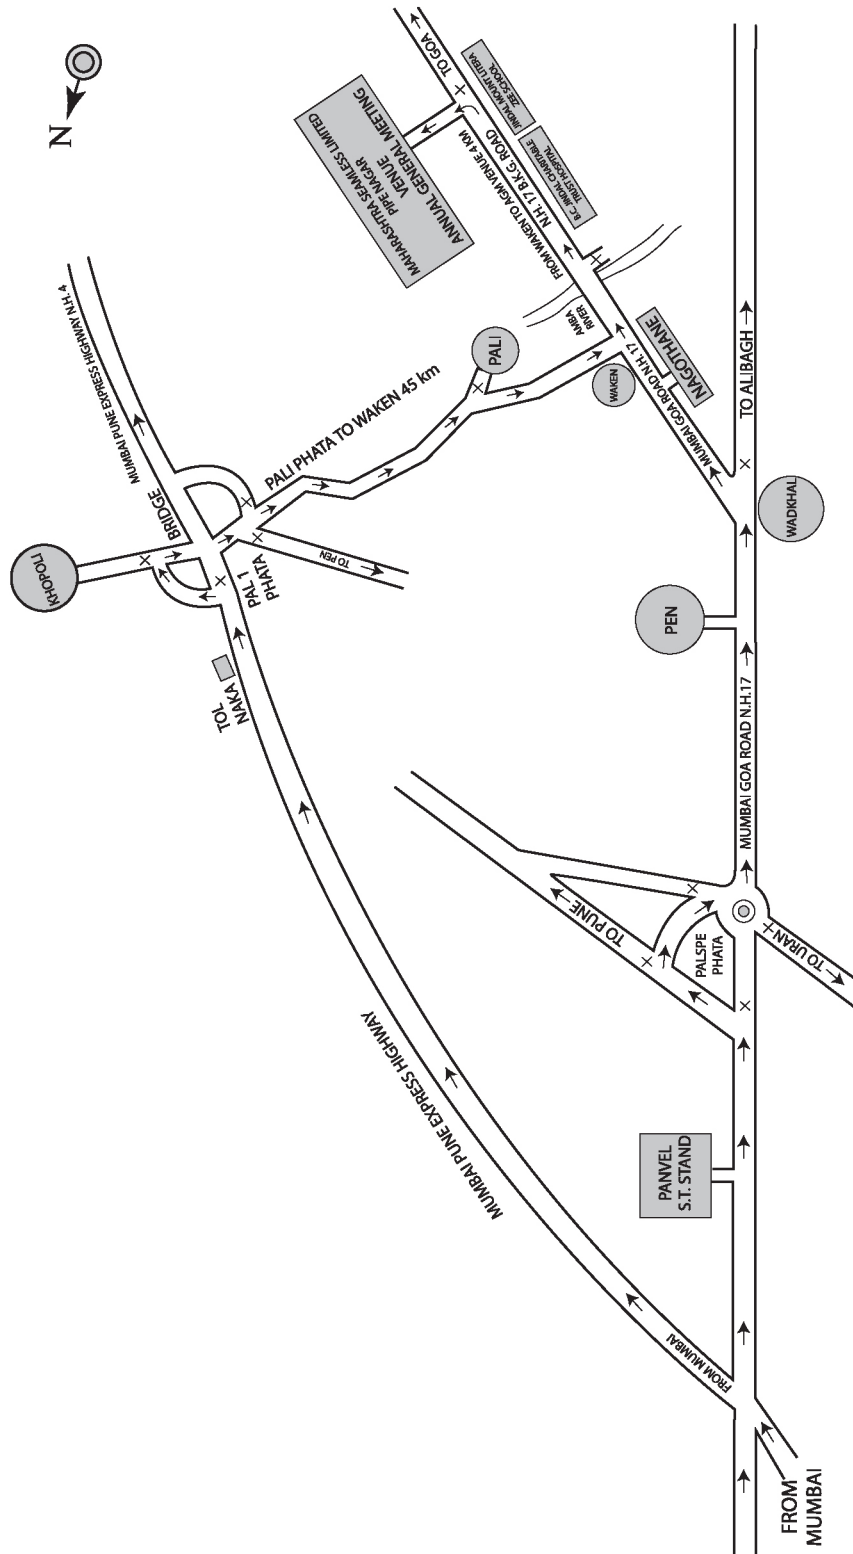 N
TO GOA
JINDAL MOUNT LITERA
ZEE SCHOOL
B.C. JINDAL CHARITABLE
TRUST HOSPITAL
MAHARASHTRA SEAMLESS LIMITED
PIPE NAGAR
VENUE
ANNUAL GENERAL MEETING
N.H. 17 B.K.G. ROAD
FROM WAKEN TO AGM VENUE 4 KM
AMBA
RIVER
MUMBAI PUNE EXPRESS HIGHWAY N.H. 4
BRIDGE
KHOPOLI
PALI PHATA TO WAKEN 45 km
PALI
WAKEN
NAGOTHANE
MUMBAI GOA ROAD N.H. 17
TO ALIBAGH
WADKHAL
PAL1
PHATA
TO PEN
TOL
NAKA
PEN
MUMBAI GOA ROAD N.H.17
TO PUNE
PALSPE
PHATA
TO URAN
MUMBAI PUNE EXPRESS HIGHWAY
PANVEL
S.T. STAND
FROM MUMBAI
FROM
MUMBAI